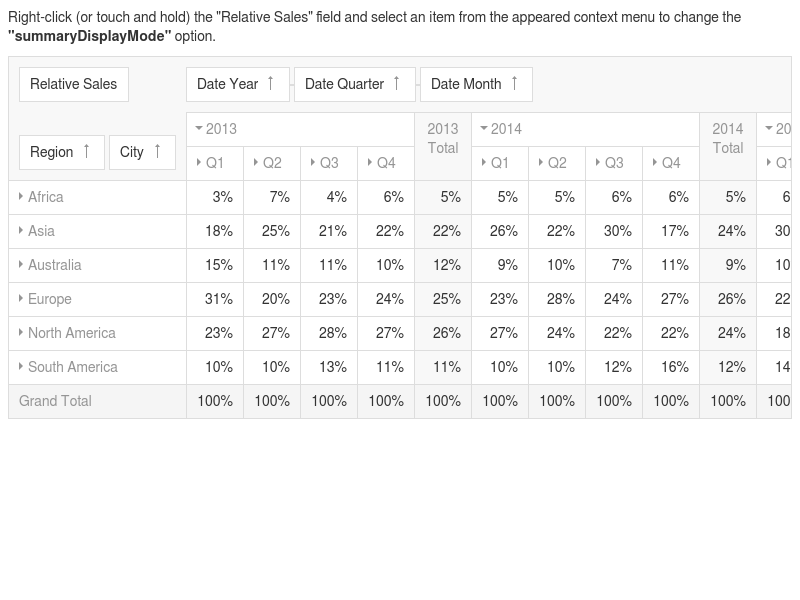 Right-click (or touch and hold) the "Relative Sales" field and select an item from the appeared context menu to change the
"summaryDisplayMode" option.
Relative Sales
Date Year Date Quarter Date Month
Region City
2013 2013 Total 2014 2014 Total 20
Q1 Q2 Q3 Q4 Q1 Q2 Q3 Q4 Q1
Africa 3% 7% 4% 6% 5% 5% 5% 6% 6% 5% 6
Asia 18% 25% 21% 22% 22% 26% 22% 30% 17% 24% 30
Australia 15% 11% 11% 10% 12% 9% 10% 7% 11% 9% 10
Europe 31% 20% 23% 24% 25% 23% 28% 24% 27% 26% 22
North America 23% 27% 28% 27% 26% 27% 24% 22% 22% 24% 18
South America 10% 10% 13% 11% 11% 10% 10% 12% 16% 12% 14
Grand Total 100% 100% 100% 100% 100% 100% 100% 100% 100% 100% 100